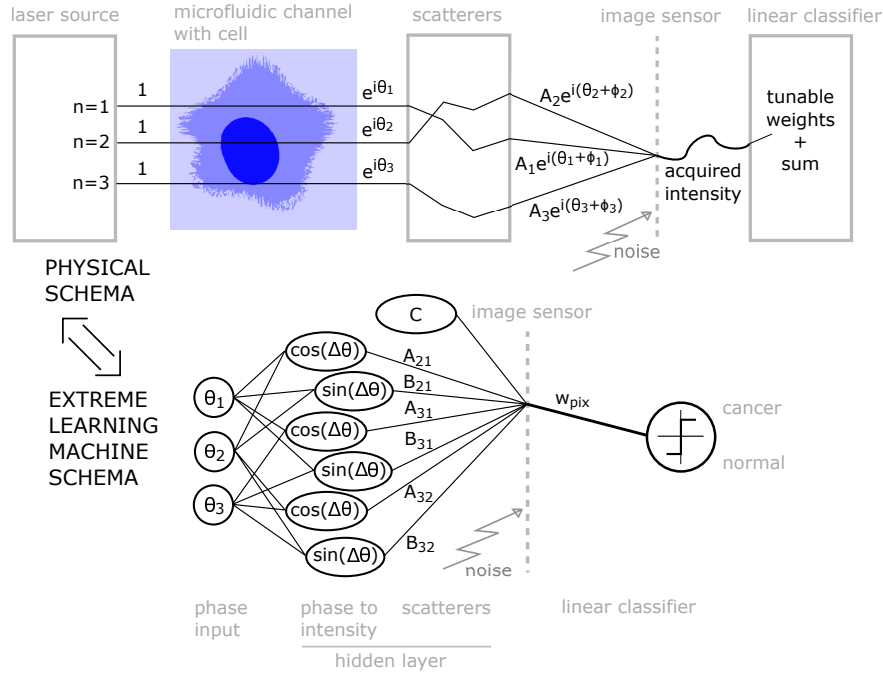 laser source
microfluidic channel
with cell
scatterers
image sensor
linear classifier
n=1
n=2
n=3
1
1
1
e^{iθ₁}
e^{iθ₂}
e^{iθ₃}
A₂e^{i(θ₂+ϕ₂)}
A₁e^{i(θ₁+ϕ₁)}
A₃e^{i(θ₃+ϕ₃)}
noise
acquired
intensity
tunable
weights
+
sum
PHYSICAL
SCHEMA
EXTREME
LEARNING
MACHINE
SCHEMA
C
image sensor
θ₁
θ₂
θ₃
cos(Δθ)
sin(Δθ)
cos(Δθ)
sin(Δθ)
cos(Δθ)
sin(Δθ)
A₂₁
B₂₁
A₃₁
B₃₁
A₃₂
B₃₂
noise
w_{pix}
cancer
normal
phase
input
phase to
intensity
scatterers
hidden layer
linear classifier